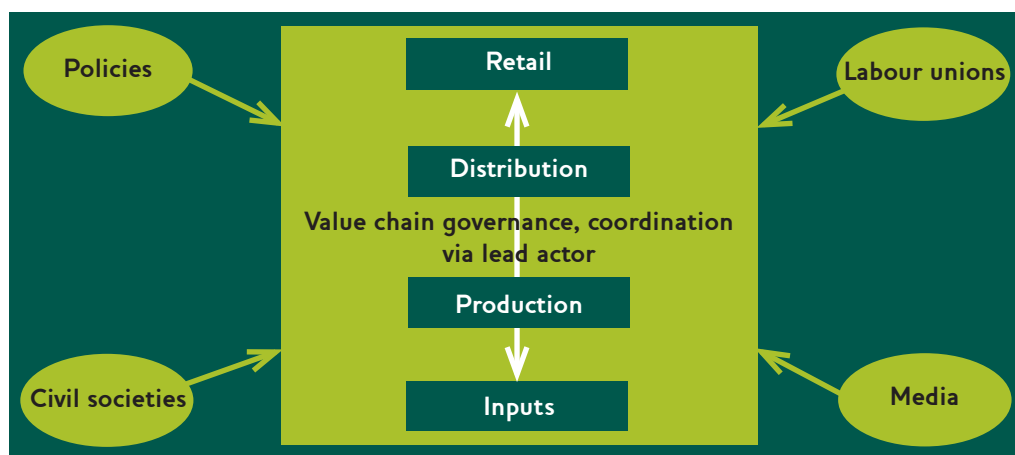 Policies
Retail
Labour unions
Distribution
Value chain governance, coordination
via lead actor
Production
Civil societies
Inputs
Media